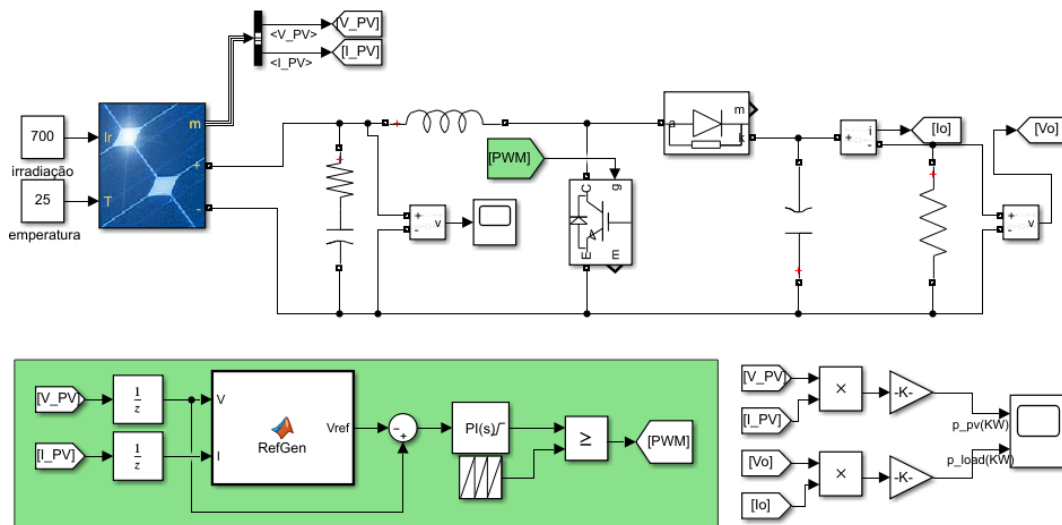 [V_PV]
<V_PV>
[I_PV]
<I_PV>
700
Ir
m
irradiação
+
25
T
-
emperatura
[PWM]
g
C
E
m
+
-
v
a
k
m
+
i
-
[Io]
[Vo]
+
-
v
[V_PV]
1
z
V
[I_PV]
1
z
I
RefGen
Vref
-
+
PI(s)
≥
[PWM]
[V_PV]
×
-K-
[I_PV]
p_pv(KW)
[Vo]
×
-K-
p_load(KW)
[Io]